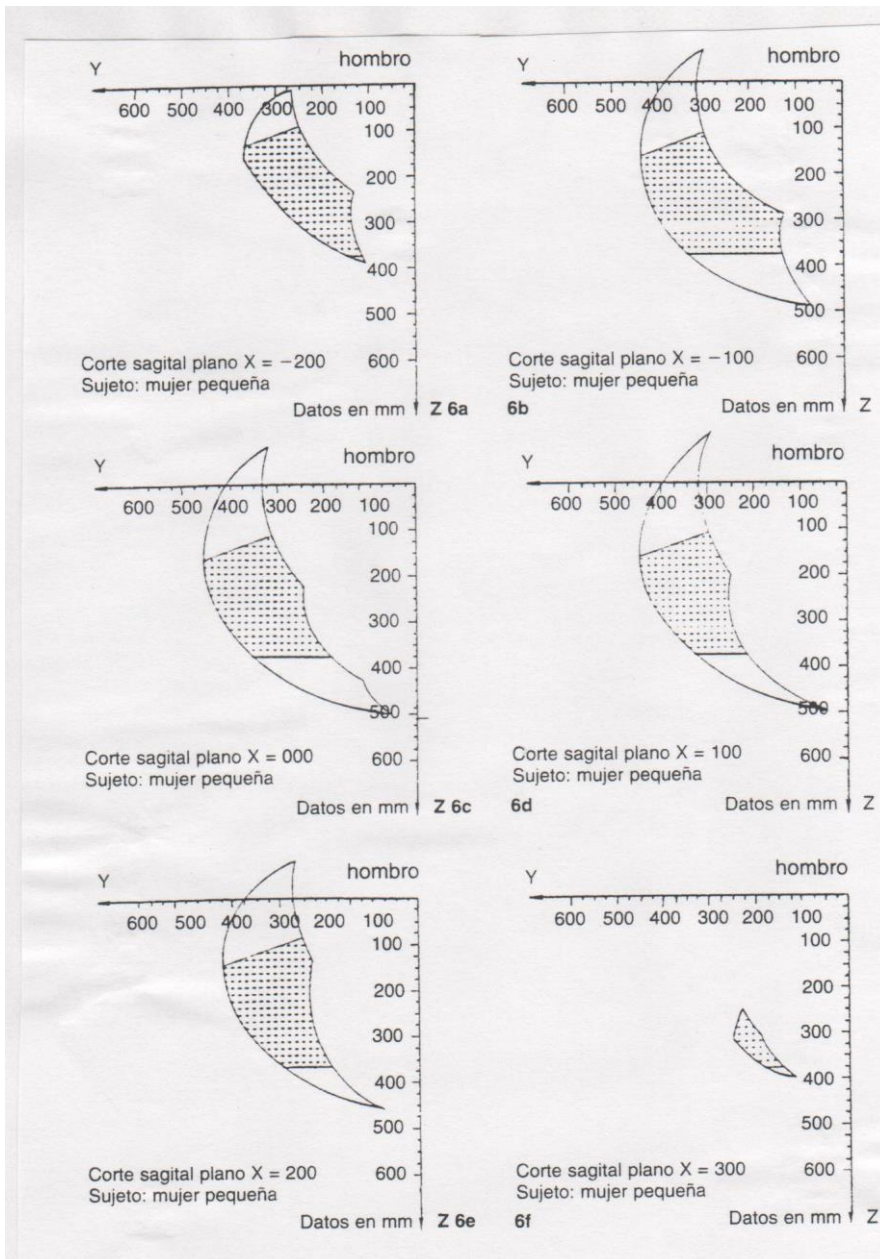 Y hombro
600 500 400 300 200 100
100
200
300
400
500
600
Corte sagital plano X = −200
Sujeto: mujer pequeña
Datos en mm Z 6a
Y hombro
600 500 400 300 200 100
100
200
300
400
500
600
Corte sagital plano X = −100
Sujeto: mujer pequeña
6b Datos en mm Z
Y hombro
600 500 400 300 200 100
100
200
300
400
500
600
Corte sagital plano X = 000
Sujeto: mujer pequeña
Datos en mm Z 6c
Y hombro
600 500 400 300 200 100
100
200
300
400
500
600
Corte sagital plano X = 100
Sujeto: mujer pequeña
6d Datos en mm Z
Y hombro
600 500 400 300 200 100
100
200
300
400
500
600
Corte sagital plano X = 200
Sujeto: mujer pequeña
Datos en mm Z 6e
Y hombro
600 500 400 300 200 100
100
200
300
400
500
600
Corte sagital plano X = 300
Sujeto: mujer pequeña
6f Datos en mm Z